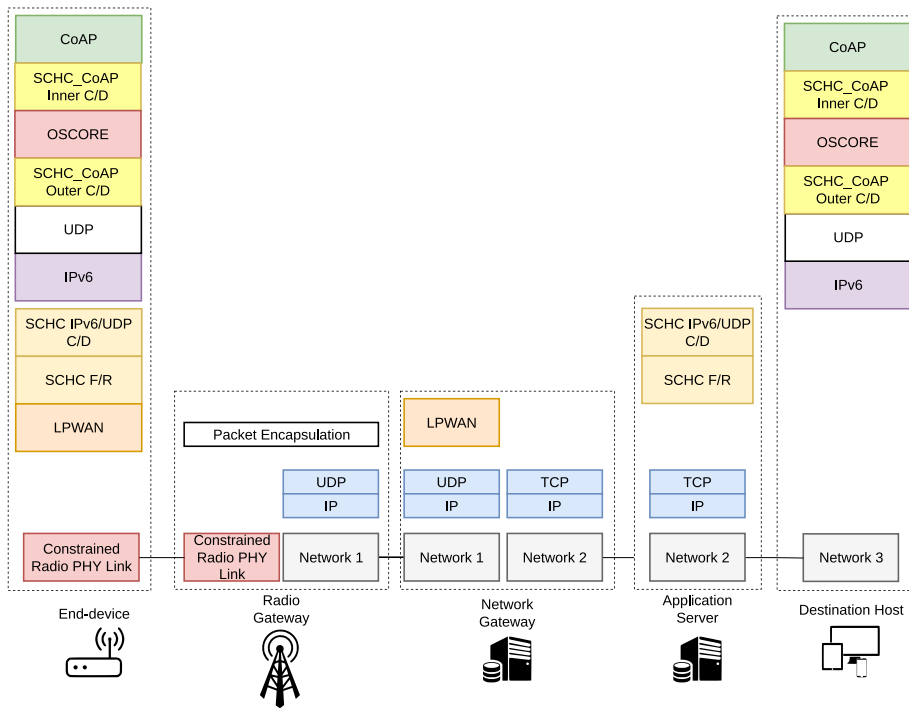 CoAP
SCHC_CoAP
Inner C/D
OSCORE
SCHC_CoAP
Outer C/D
UDP
IPv6
SCHC IPv6/UDP
C/D
SCHC F/R
LPWAN
Constrained
Radio PHY Link
End-device
Packet Encapsulation
UDP
IP
Constrained
Radio PHY
Link
Network 1
Radio
Gateway
LPWAN
UDP
IP
TCP
IP
Network 1
Network 2
Network
Gateway
SCHC IPv6/UDP
C/D
SCHC F/R
TCP
IP
Network 2
Application
Server
CoAP
SCHC_CoAP
Inner C/D
OSCORE
SCHC_CoAP
Outer C/D
UDP
IPv6
Network 3
Destination Host